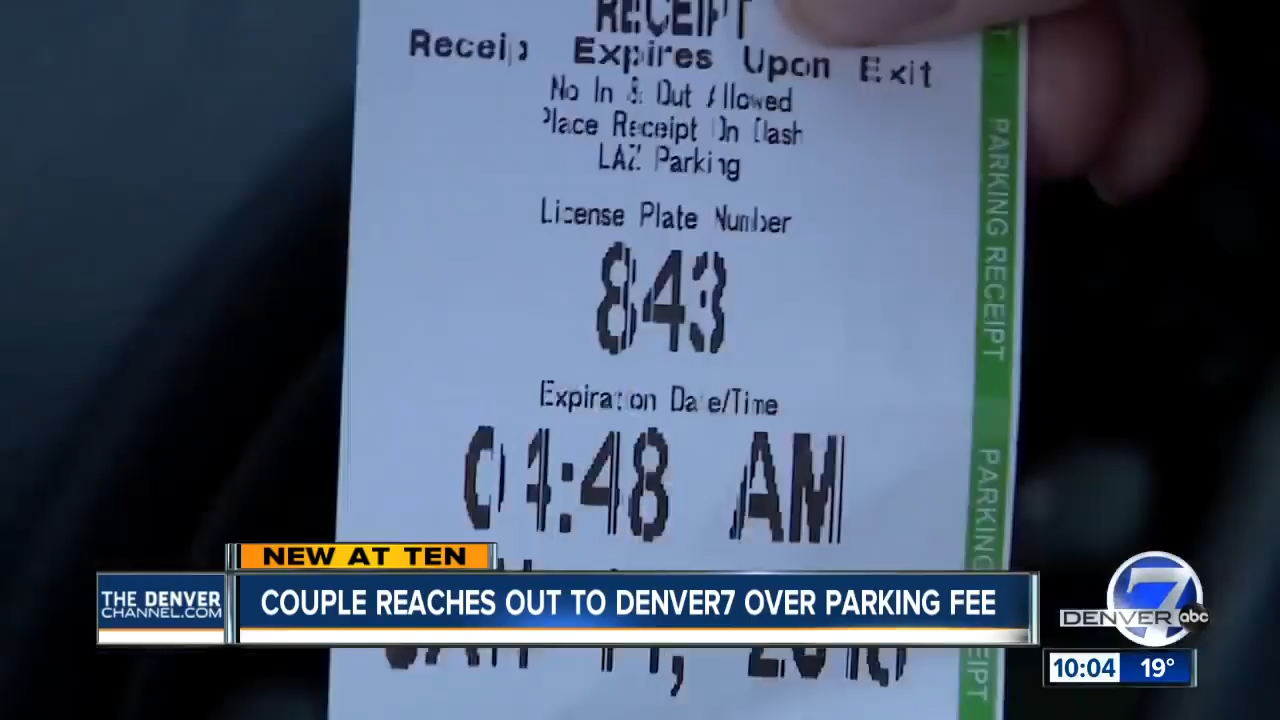 RECEIPT
Receip Expires Upon Exit
No In & Out Allowed
Place Receipt On Dash
LAZ Parking
License Plate Number
843
Expiration Date/Time
04:48 AM
PARKING RECEIPT
PARKING
EIPT
NEW AT TEN
THE DENVER
CHANNEL.COM
COUPLE REACHES OUT TO DENVER7 OVER PARKING FEE
7
DENVER abc
10:04 19°